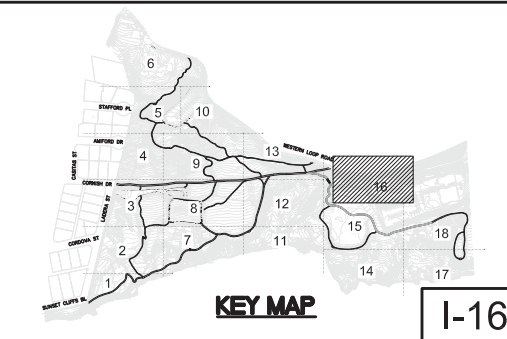 6
STAFFORD PL
5
10
AMIFORD DR
WESTERN LOOP ROAD
13
4
9
CASITAS ST
CORNISH DR
16
LADERA ST
3
12
8
15
CORDOVA ST
7
11
18
2
14
17
1
SUNSET CLIFFS BL
KEY MAP
I-16